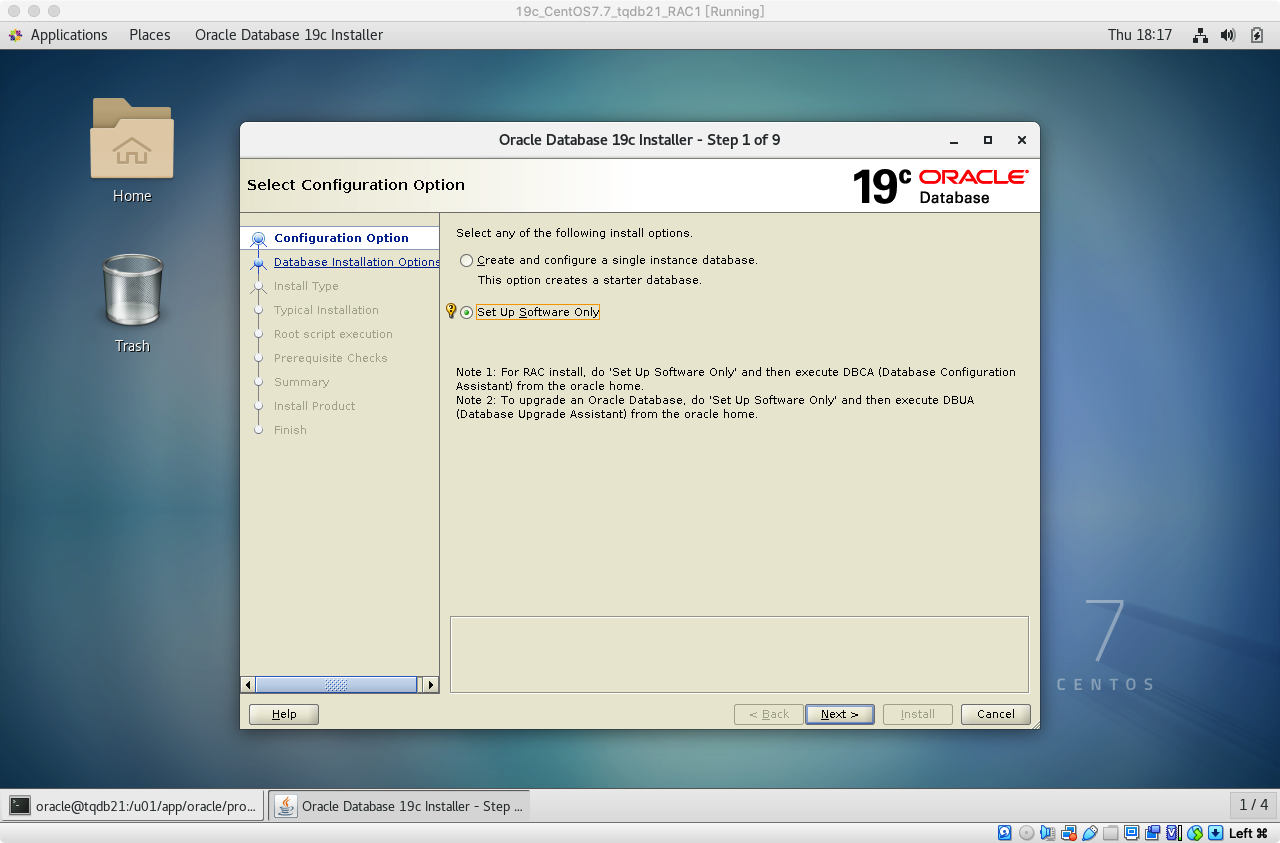 19c_CentOS7.7_tqdb21_RAC1 [Running]
Applications Places Oracle Database 19c Installer Thu 18:17
Home
Trash
Oracle Database 19c Installer - Step 1 of 9
Select Configuration Option
19c ORACLE
Database
Configuration Option
Database Installation Options
Install Type
Typical Installation
Root script execution
Prerequisite Checks
Summary
Install Product
Finish
Select any of the following install options.
Create and configure a single instance database.
This option creates a starter database.
Set Up Software Only
Note 1: For RAC install, do 'Set Up Software Only' and then execute DBCA (Database Configuration
Assistant) from the oracle home.
Note 2: To upgrade an Oracle Database, do 'Set Up Software Only' and then execute DBUA
(Database Upgrade Assistant) from the oracle home.
Help < Back Next > Install Cancel
7
CENTOS
oracle@tqdb21:/u01/app/oracle/pro... Oracle Database 19c Installer - Step ... 1 / 4
Left ⌘